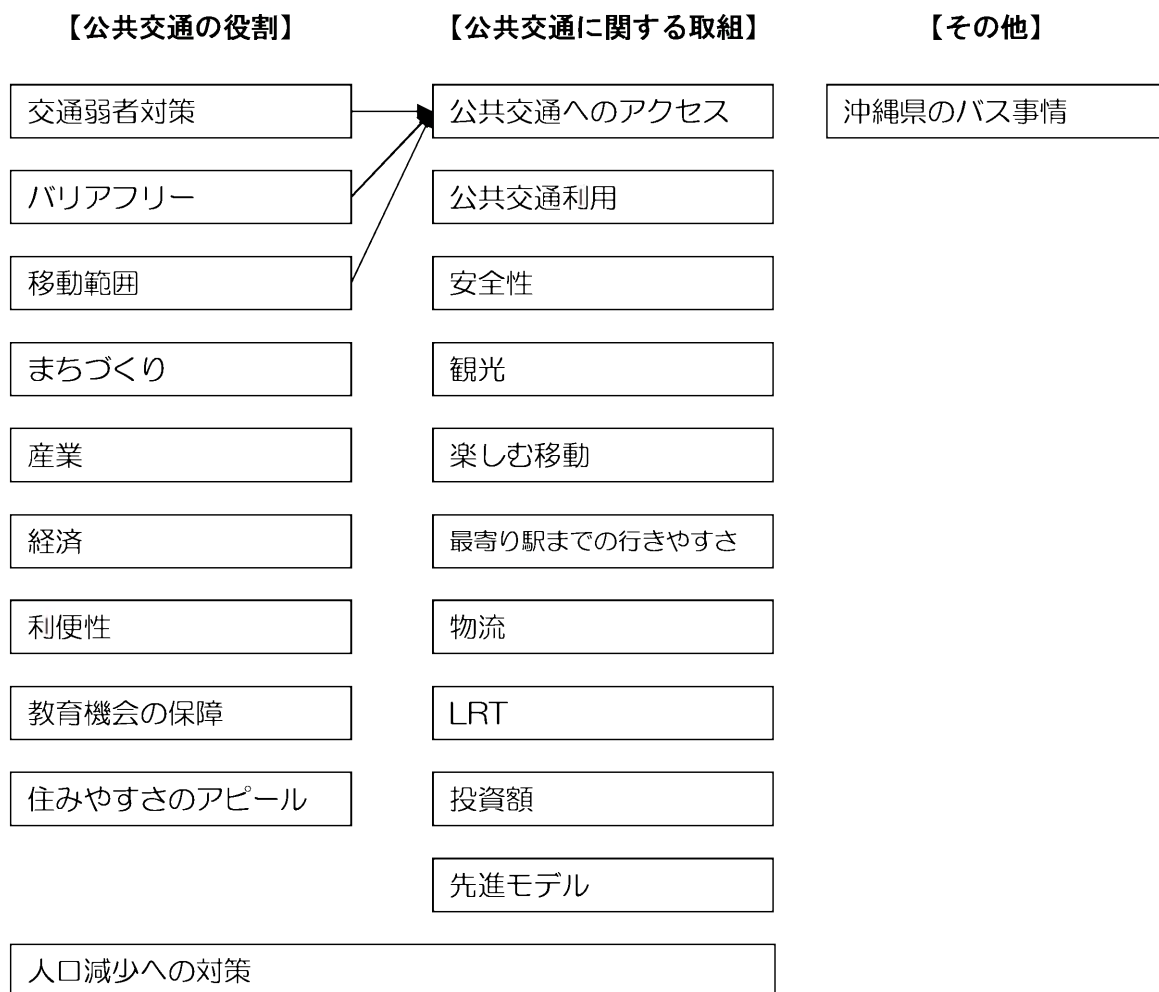 【公共交通の役割】
【公共交通に関する取組】
【その他】
交通弱者対策
公共交通へのアクセス
沖縄県のバス事情
バリアフリー
公共交通利用
移動範囲
安全性
まちづくり
観光
産業
楽しむ移動
経済
最寄り駅までの行きやすさ
利便性
物流
教育機会の保障
LRT
住みやすさのアピール
投資額
先進モデル
人口減少への対策